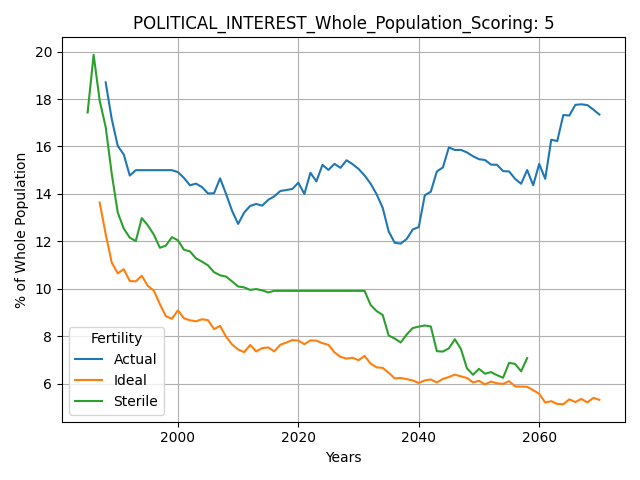 POLITICAL_INTEREST_Whole_Population_Scoring: 5
% of Whole Population
20
18
16
14
12
10
8
6
Fertility
Actual
Ideal
Sterile
2000
2020
2040
2060
Years